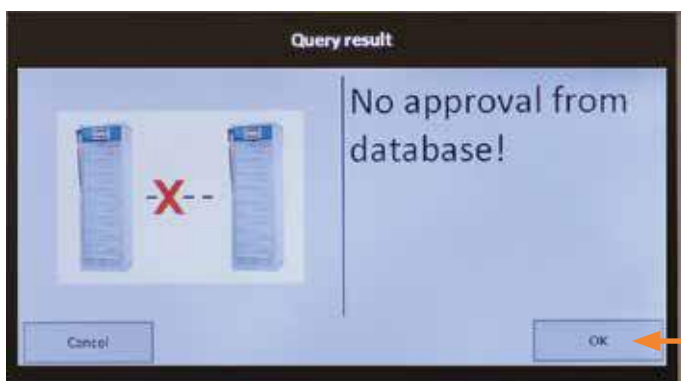 Query result
No approval from
database!
Cancel
OK